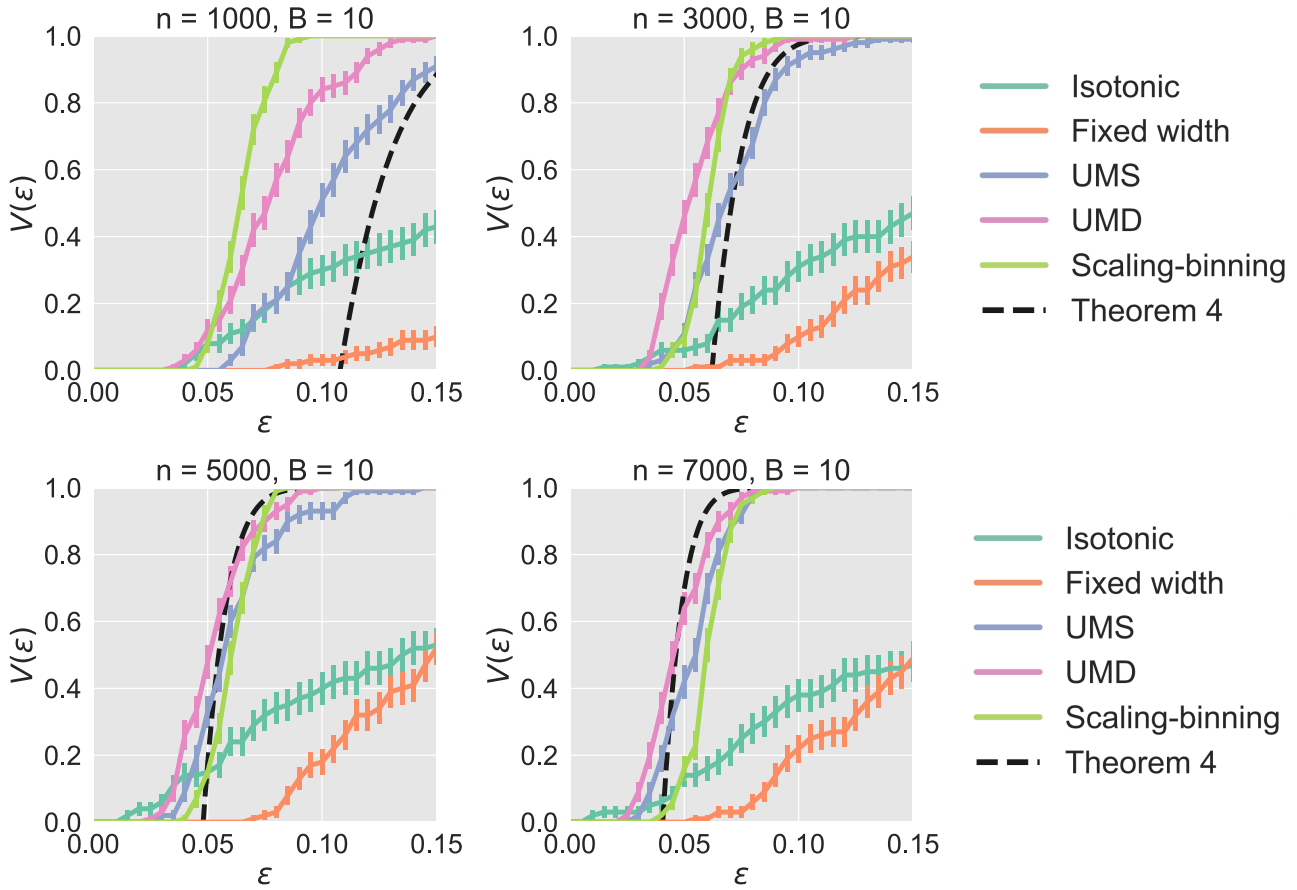 n = 1000, B = 10
n = 3000, B = 10
V(ε)
1.0
0.8
0.6
0.4
0.2
0.0
0.00 0.05 0.10 0.15
ε
V(ε)
1.0
0.8
0.6
0.4
0.2
0.0
0.00 0.05 0.10 0.15
ε
Isotonic
Fixed width
UMS
UMD
Scaling-binning
Theorem 4
n = 5000, B = 10
n = 7000, B = 10
V(ε)
1.0
0.8
0.6
0.4
0.2
0.0
0.00 0.05 0.10 0.15
ε
V(ε)
1.0
0.8
0.6
0.4
0.2
0.0
0.00 0.05 0.10 0.15
ε
Isotonic
Fixed width
UMS
UMD
Scaling-binning
Theorem 4